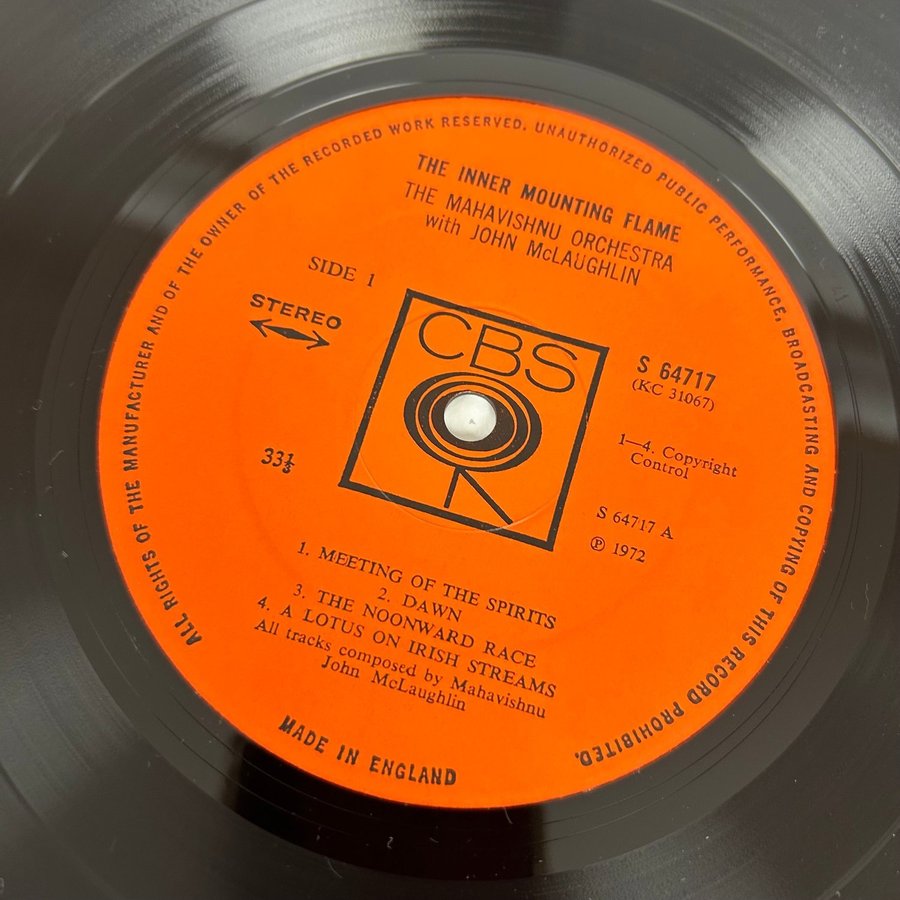 ALL RIGHTS OF THE MANUFACTURER AND OF THE OWNER OF THE RECORDED WORK RESERVED. UNAUTHORIZED PUBLIC PERFORMANCE, BROADCASTING AND COPYING OF THIS RECORD PROHIBITED.
THE INNER MOUNTING FLAME
THE MAHAVISHNU ORCHESTRA
with JOHN McLAUGHLIN
SIDE 1
STEREO
CBS
S 64717
(KC 31067)
33⅓
1—4. Copyright
Control
S 64717 A
℗ 1972
1. MEETING OF THE SPIRITS
2. DAWN
3. THE NOONWARD RACE
4. A LOTUS ON IRISH STREAMS
All tracks composed by Mahavishnu
John McLaughlin
MADE IN ENGLAND